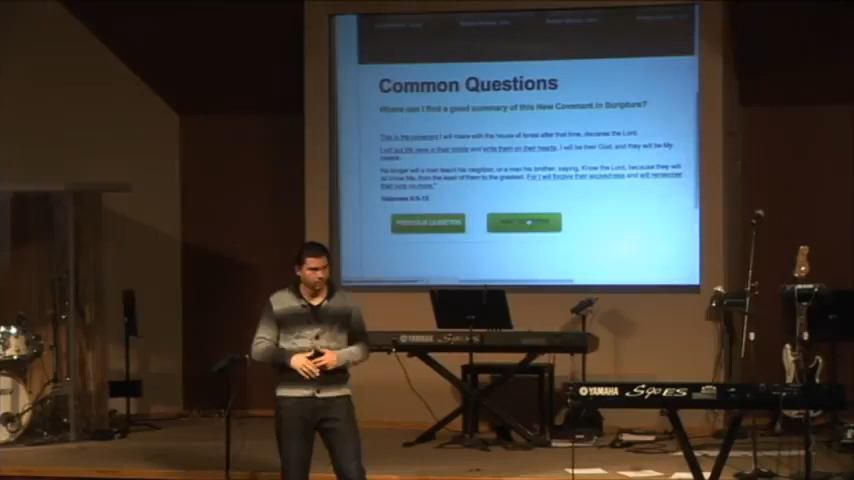 Common Questions
Where can I find a good summary of this New Covenant in Scripture?
This is the covenant I will make with the house of Israel after that time, declares the Lord.
I will put My laws in their minds and write them on their hearts. I will be their God, and they will be My
people.
No longer will a man teach his neighbor, or a man his brother, saying, Know the Lord, because they will
all know Me, from the least of them to the greatest. For I will forgive their wickedness and will remember
their sins no more."
PREVIOUS QUESTION
YAMAHA
YAMAHA S90 ES